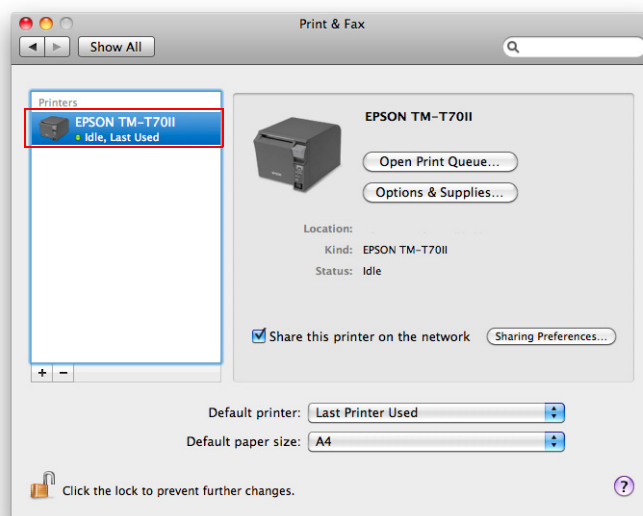 Print & Fax
Show All
Printers
EPSON TM-T70II
Idle, Last Used
EPSON TM-T70II
Open Print Queue...
Options & Supplies...
Location:
Kind: EPSON TM-T70II
Status: Idle
Share this printer on the network Sharing Preferences...
+ −
Default printer: Last Printer Used
Default paper size: A4
Click the lock to prevent further changes. ?